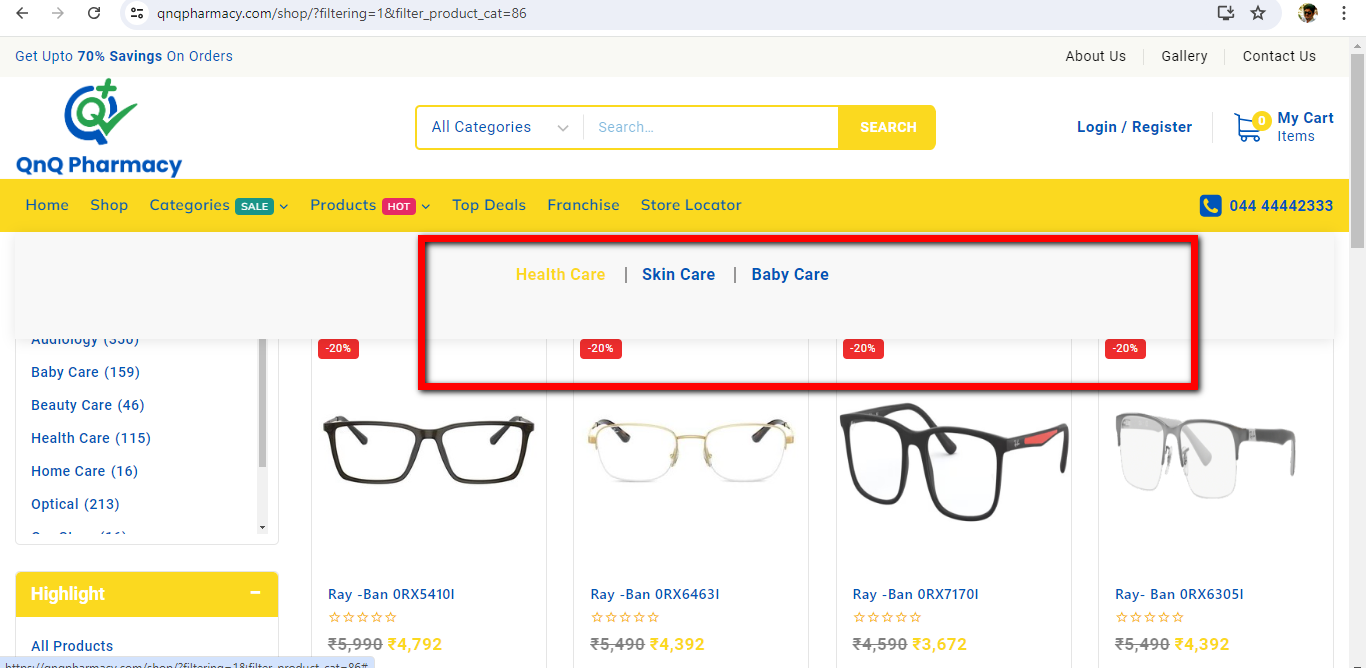 qnqpharmacy.com/shop/?filtering=1&filter_product_cat=86
Get Upto 70% Savings On Orders
About Us
Gallery
Contact Us
QnQ Pharmacy
All Categories
Search...
SEARCH
Login / Register
0
My Cart
Items
Home
Shop
Categories SALE
Products HOT
Top Deals
Franchise
Store Locator
044 44442333
Health Care | Skin Care | Baby Care
Audiology (350)
Baby Care (159)
Beauty Care (46)
Health Care (115)
Home Care (16)
Optical (213)
Highlight
All Products
-20%
-20%
-20%
-20%
Ray -Ban 0RX5410I
₹5,990 ₹4,792
Ray -Ban 0RX6463I
₹5,490 ₹4,392
Ray -Ban 0RX7170I
₹4,590 ₹3,672
Ray- Ban 0RX6305I
₹5,490 ₹4,392
https://qnqpharmacy.com/shop/?filtering=1&filter_product_cat=86#